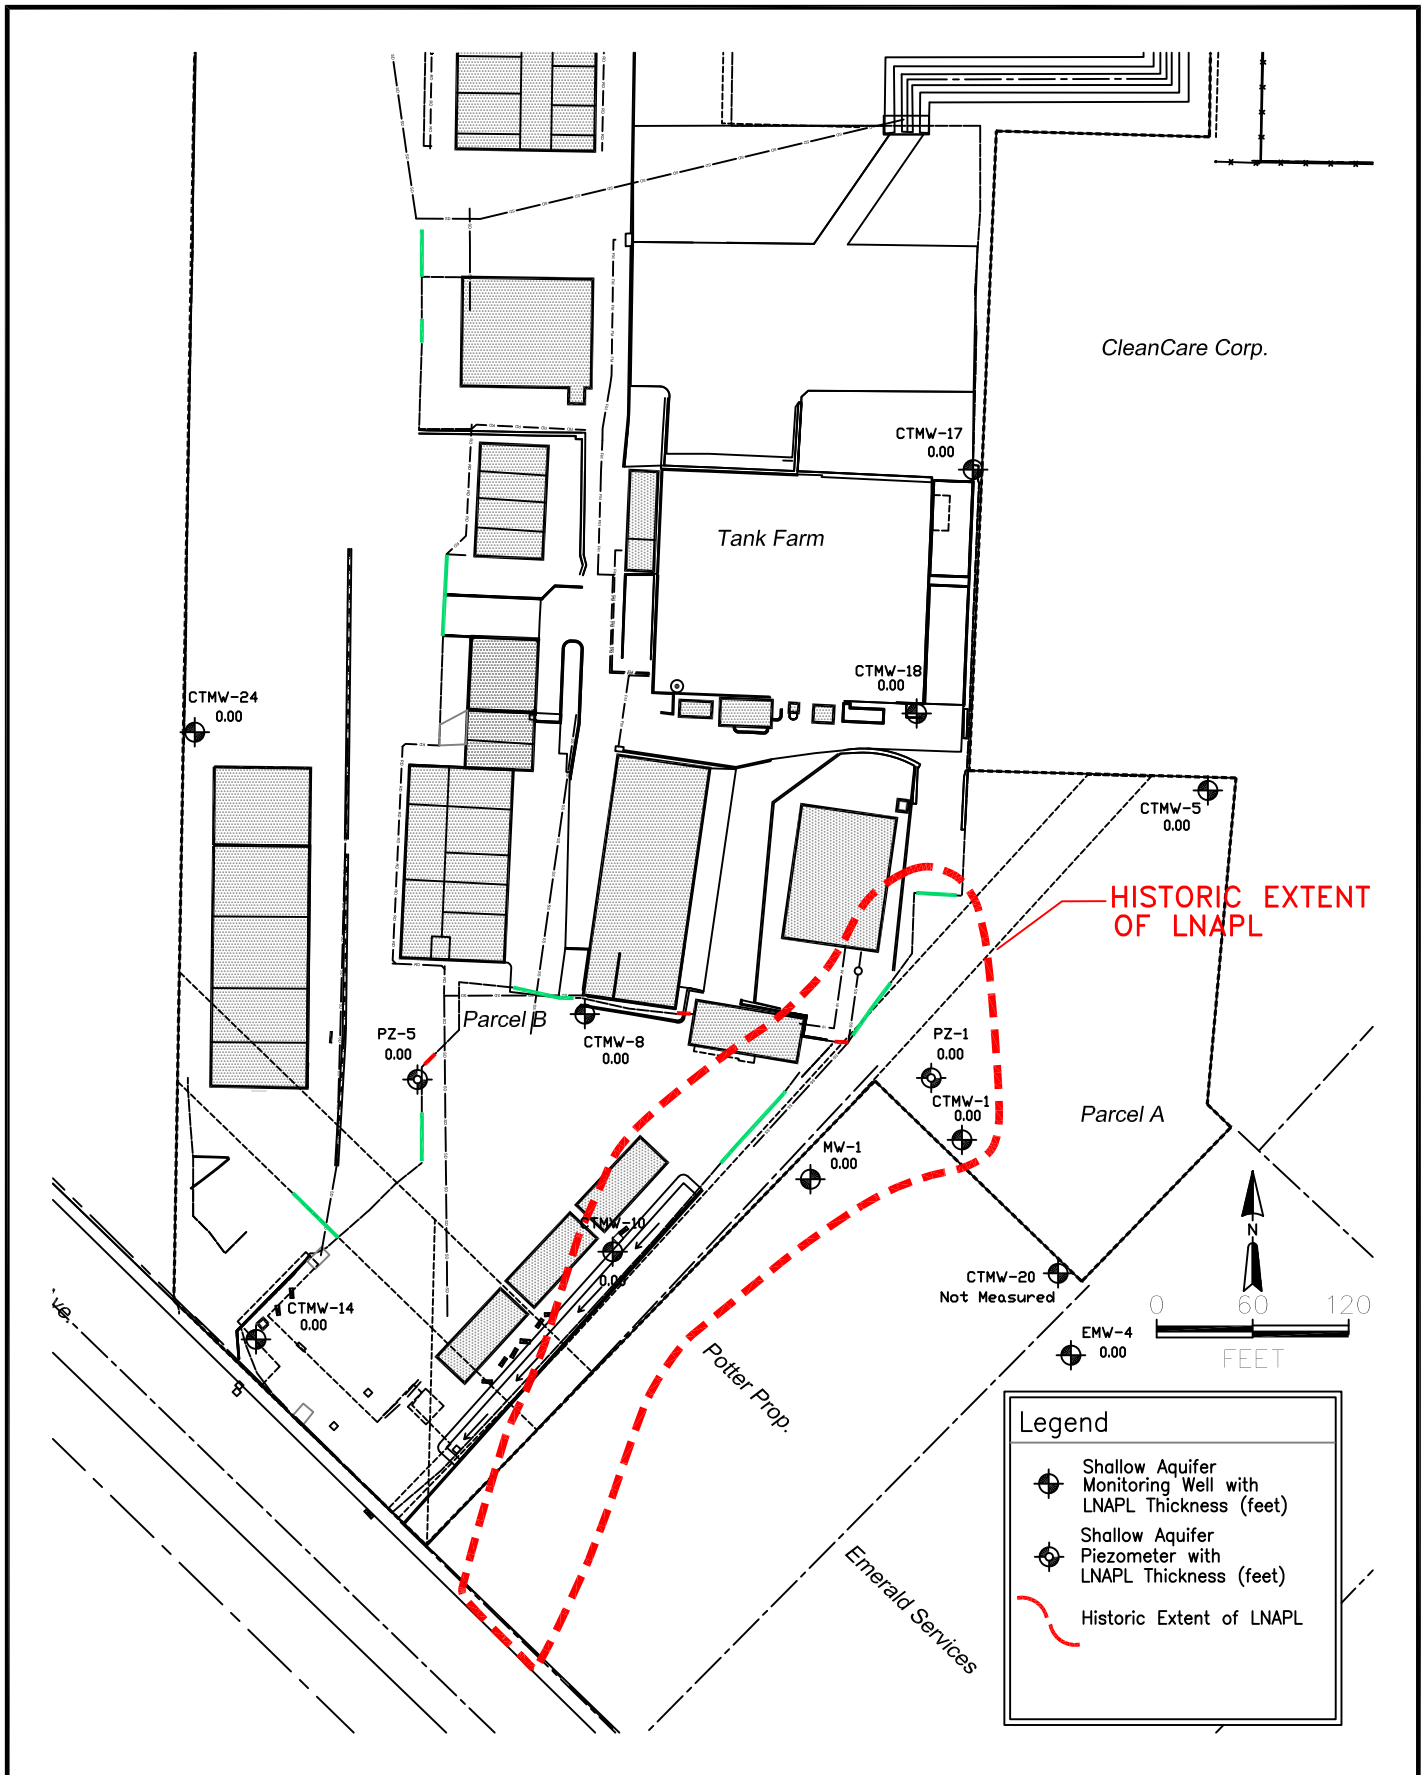 CleanCare Corp.
CTMW-17
0.00
Tank Farm
CTMW-18
0.00
CTMW-24
0.00
CTMW-5
0.00
HISTORIC EXTENT
OF LNAPL
Parcel B
PZ-5
0.00
CTMW-8
0.00
PZ-1
0.00
CTMW-1
0.00
Parcel A
MW-1
0.00
CTMW-10
0.00
N
CTMW-20
Not Measured
CTMW-14
0.00
0 60 120
FEET
EMW-4
0.00
Potter Prop.
Emerald Services
Legend
Shallow Aquifer
Monitoring Well with
LNAPL Thickness (feet)
Shallow Aquifer
Piezometer with
LNAPL Thickness (feet)
Historic Extent of LNAPL